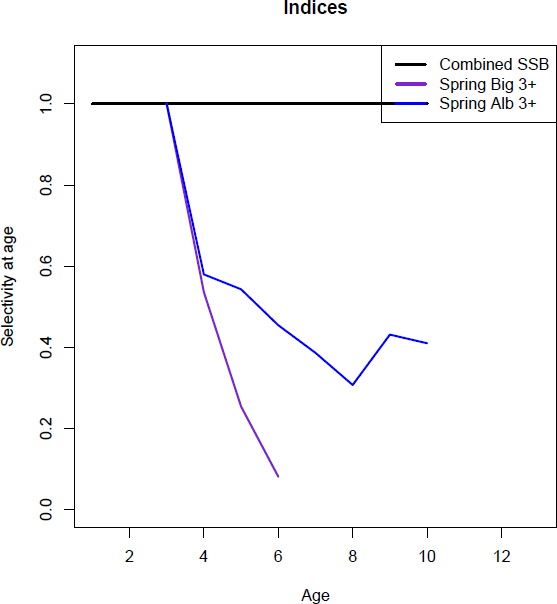 Indices
Combined SSB
Spring Big 3+
Spring Alb 3+
Selectivity at age
1.0
0.8
0.6
0.4
0.2
0.0
2 4 6 8 10 12
Age